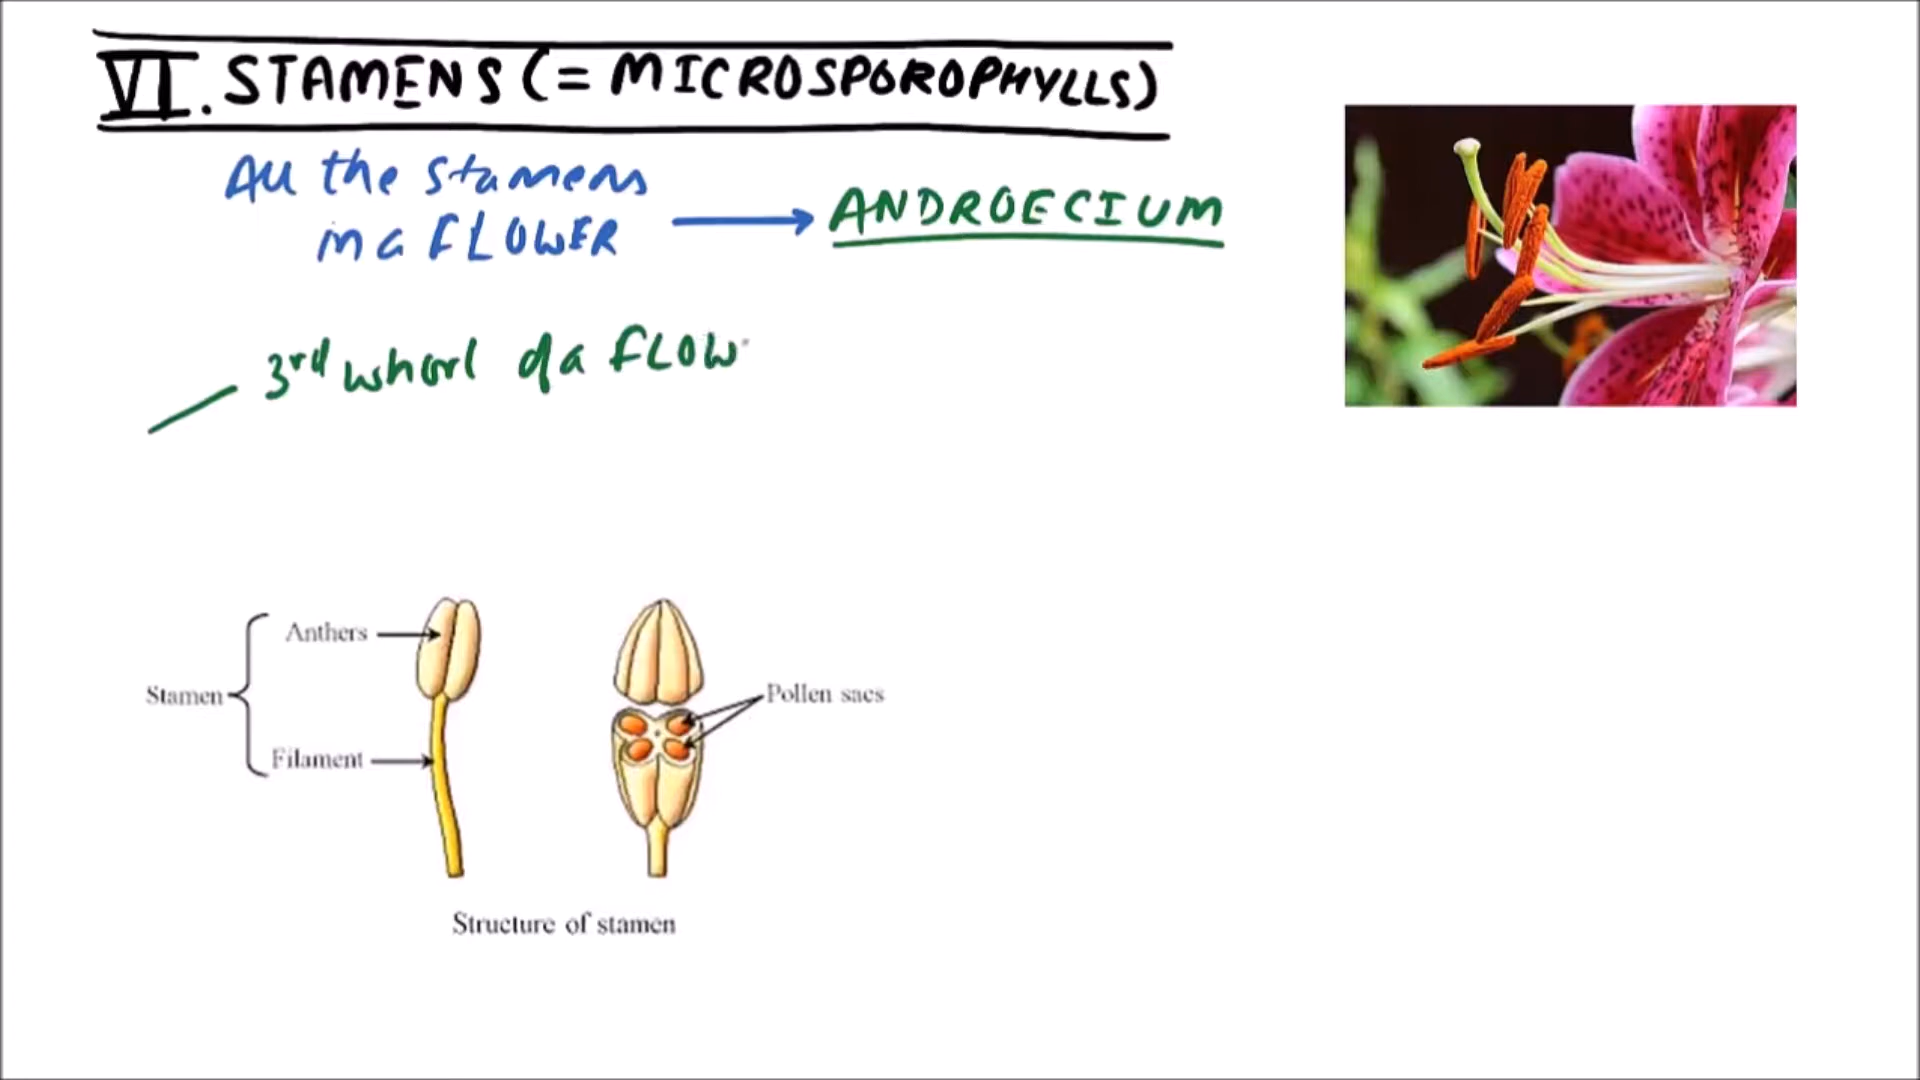 VI. STAMENS (= MICROSPOROPHYLLS)
All the stamens
in a FLOWER
ANDROECIUM
3rd whorl of a FLOW
Anthers
Stamen
Filament
Pollen sacs
Structure of stamen